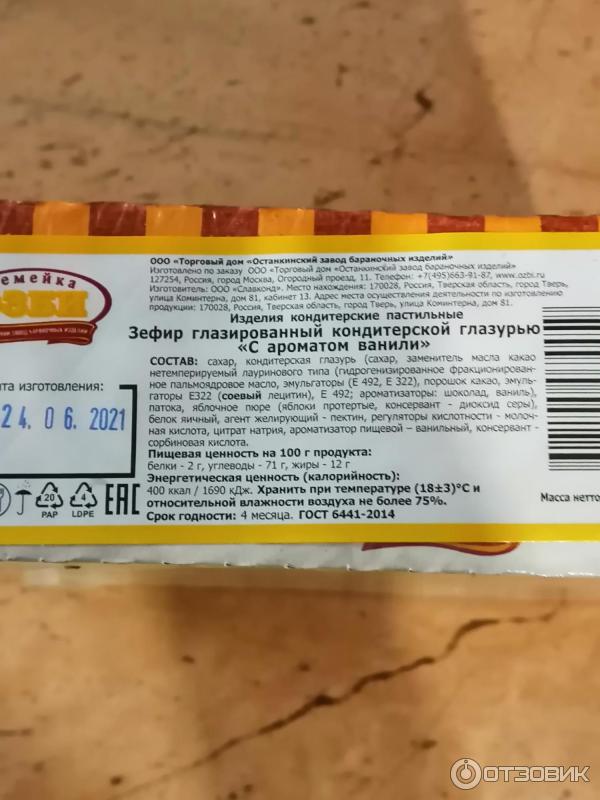 ООО «Торговый дом «Останкинский завод бараночных изделий»
Изготовлено по заказу ООО «Торговый дом «Останкинский завод бараночных изделий»
127254, Россия, город Москва, Огородный проезд, 11. Телефон: +7(495)663-91-87, www.ozbi.ru
Изготовитель: ООО «Славконд». Место нахождения: 170028, Россия, Тверская область, город Тверь,
улица Коминтерна, дом 81, кабинет 13. Адрес места осуществления деятельности по изготовлению
продукции: 170028, Россия, Тверская область, город Тверь, улица Коминтерна, дом 81.
Изделия кондитерские пастильные
Зефир глазированный кондитерской глазурью
«С ароматом ванили»
СОСТАВ: сахар, кондитерская глазурь (сахар, заменитель масла какао
нетемперируемый лауринового типа (гидрогенизированное фракционирован-
ное пальмоядровое масло, эмульгаторы (Е 492, Е 322), порошок какао, эмуль-
гаторы Е322 (соевый лецитин), Е 492; ароматизаторы: шоколад, ваниль),
патока, яблочное пюре (яблоки протертые, консервант - диоксид серы),
белок яичный, агент желирующий - пектин, регуляторы кислотности - молоч-
ная кислота, цитрат натрия, ароматизатор пищевой – ванильный, консервант -
сорбиновая кислота.
Пищевая ценность на 100 г продукта:
белки - 2 г, углеводы - 71 г, жиры - 12 г
Энергетическая ценность (калорийность):
400 ккал / 1690 кДж. Хранить при температуре (18±3)°С и
относительной влажности воздуха не более 75%.
Срок годности: 4 месяца. ГОСТ 6441-2014
емейка
озби
ата изготовления:
24. 06. 2021
20
PAP
4
LDPE
ЕАС
Масса нетто
ОТЗОВИК